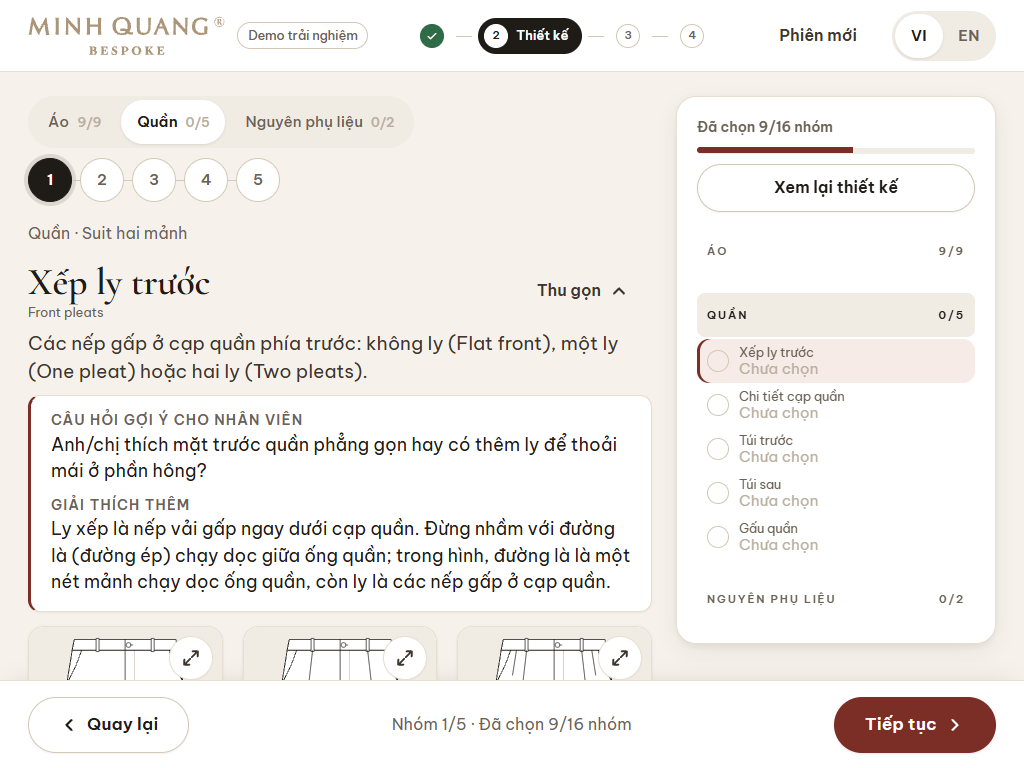 MINH QUANG®
BESPOKE
Demo trải nghiệm
2 Thiết kế
3
4
Phiên mới
VI
EN
Áo 9/9
Quần 0/5
Nguyên phụ liệu 0/2
1
2
3
4
5
Quần · Suit hai mảnh
Xếp ly trước
Front pleats
Thu gọn
Các nếp gấp ở cạp quần phía trước: không ly (Flat front), một ly
(One pleat) hoặc hai ly (Two pleats).
CÂU HỎI GỢI Ý CHO NHÂN VIÊN
Anh/chị thích mặt trước quần phẳng gọn hay có thêm ly để thoải
mái ở phần hông?
GIẢI THÍCH THÊM
Ly xếp là nếp vải gấp ngay dưới cạp quần. Đừng nhầm với đường
là (đường ép) chạy dọc giữa ống quần; trong hình, đường là là một
nét mảnh chạy dọc ống quần, còn ly là các nếp gấp ở cạp quần.
Đã chọn 9/16 nhóm
Xem lại thiết kế
ÁO 9/9
QUẦN 0/5
Xếp ly trước
Chưa chọn
Chi tiết cạp quần
Chưa chọn
Túi trước
Chưa chọn
Túi sau
Chưa chọn
Gấu quần
Chưa chọn
NGUYÊN PHỤ LIỆU 0/2
Quay lại
Nhóm 1/5 · Đã chọn 9/16 nhóm
Tiếp tục